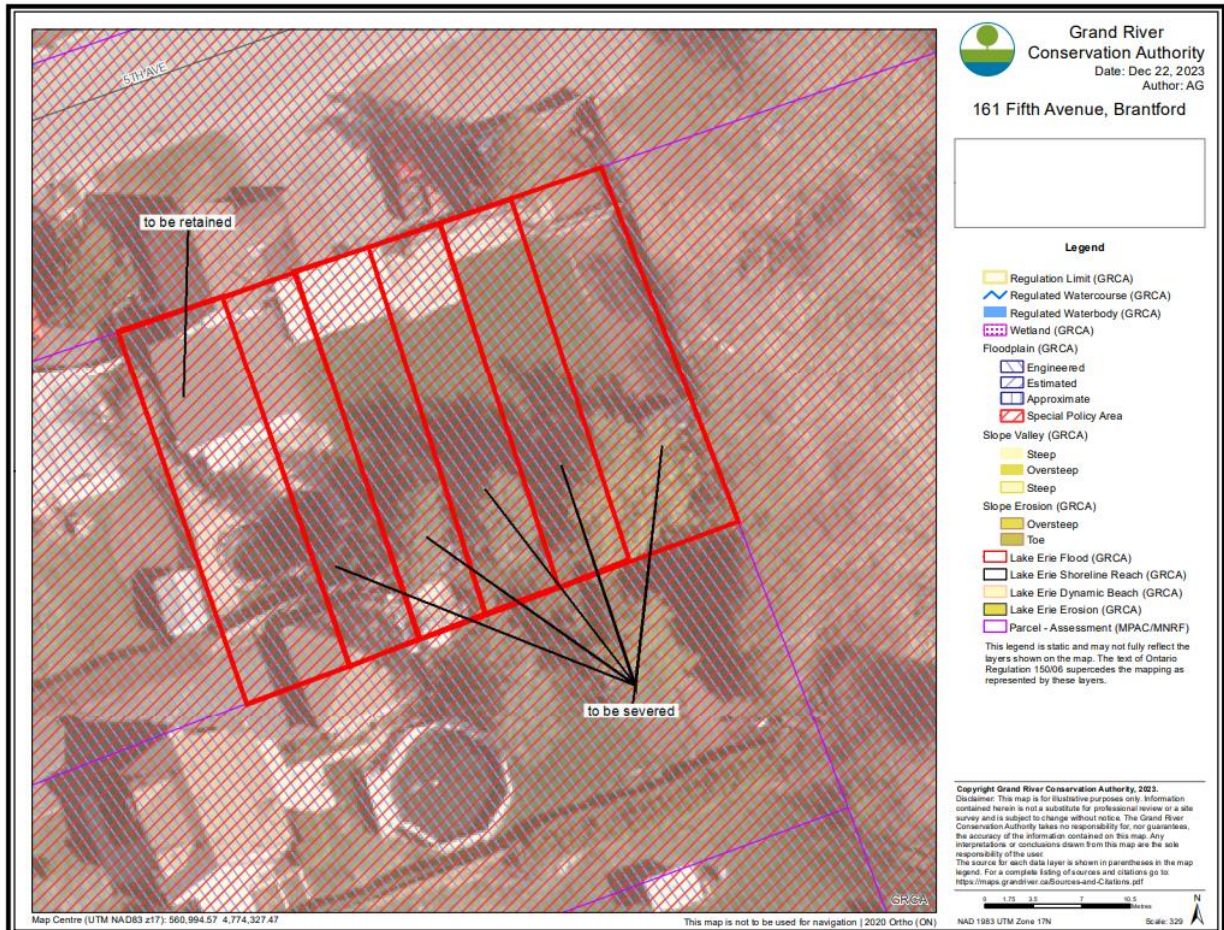 Grand River
Conservation Authority
Date: Dec 22, 2023
Author: AG
161 Fifth Avenue, Brantford
5TH AVE
to be retained
to be severed
Legend
Regulation Limit (GRCA)
Regulated Watercourse (GRCA)
Regulated Waterbody (GRCA)
Wetland (GRCA)
Floodplain (GRCA)
Engineered
Estimated
Approximate
Special Policy Area
Slope Valley (GRCA)
Steep
Oversteep
Steep
Slope Erosion (GRCA)
Oversteep
Toe
Lake Erie Flood (GRCA)
Lake Erie Shoreline Reach (GRCA)
Lake Erie Dynamic Beach (GRCA)
Lake Erie Erosion (GRCA)
Parcel - Assessment (MPAC/MNRF)
This legend is static and may not fully reflect the
layers shown on the map. The text of Ontario
Regulation 150/06 supercedes the mapping as
represented by these layers.
Copyright Grand River Conservation Authority, 2023.
Disclaimer: This map is for illustrative purposes only. Information
contained herein is not a substitute for professional review or a site
survey and is subject to change without notice. The Grand River
Conservation Authority takes no responsibility for, nor guarantees,
the accuracy of the information contained on this map. Any
interpretations or conclusions drawn from this map are the sole
responsibility of the user.
The source for each data layer is shown in parentheses in the map
legend. For a complete listing of sources and citations go to:
https://maps.grandriver.ca/Sources-and-Citations.pdf
0 1.75 3.5 7 10.5
Metres
N
NAD 1983 UTM Zone 17N Scale: 329
GRCA
Map Centre (UTM NAD83 z17): 560,994.57 4,774,327.47
This map is not to be used for navigation | 2020 Ortho (ON)